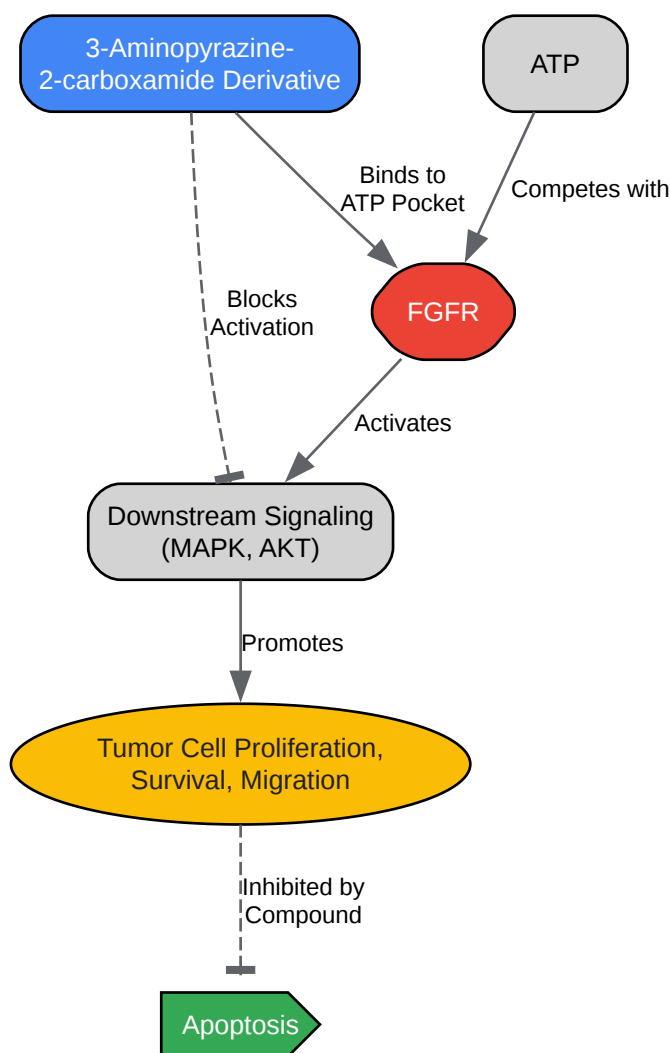 3-Aminopyrazine-
2-carboxamide Derivative
ATP
Binds to
ATP Pocket
Competes with
FGFR
Blocks
Activation
Activates
Downstream Signaling
(MAPK, AKT)
Promotes
Tumor Cell Proliferation,
Survival, Migration
Inhibited by
Compound
Apoptosis